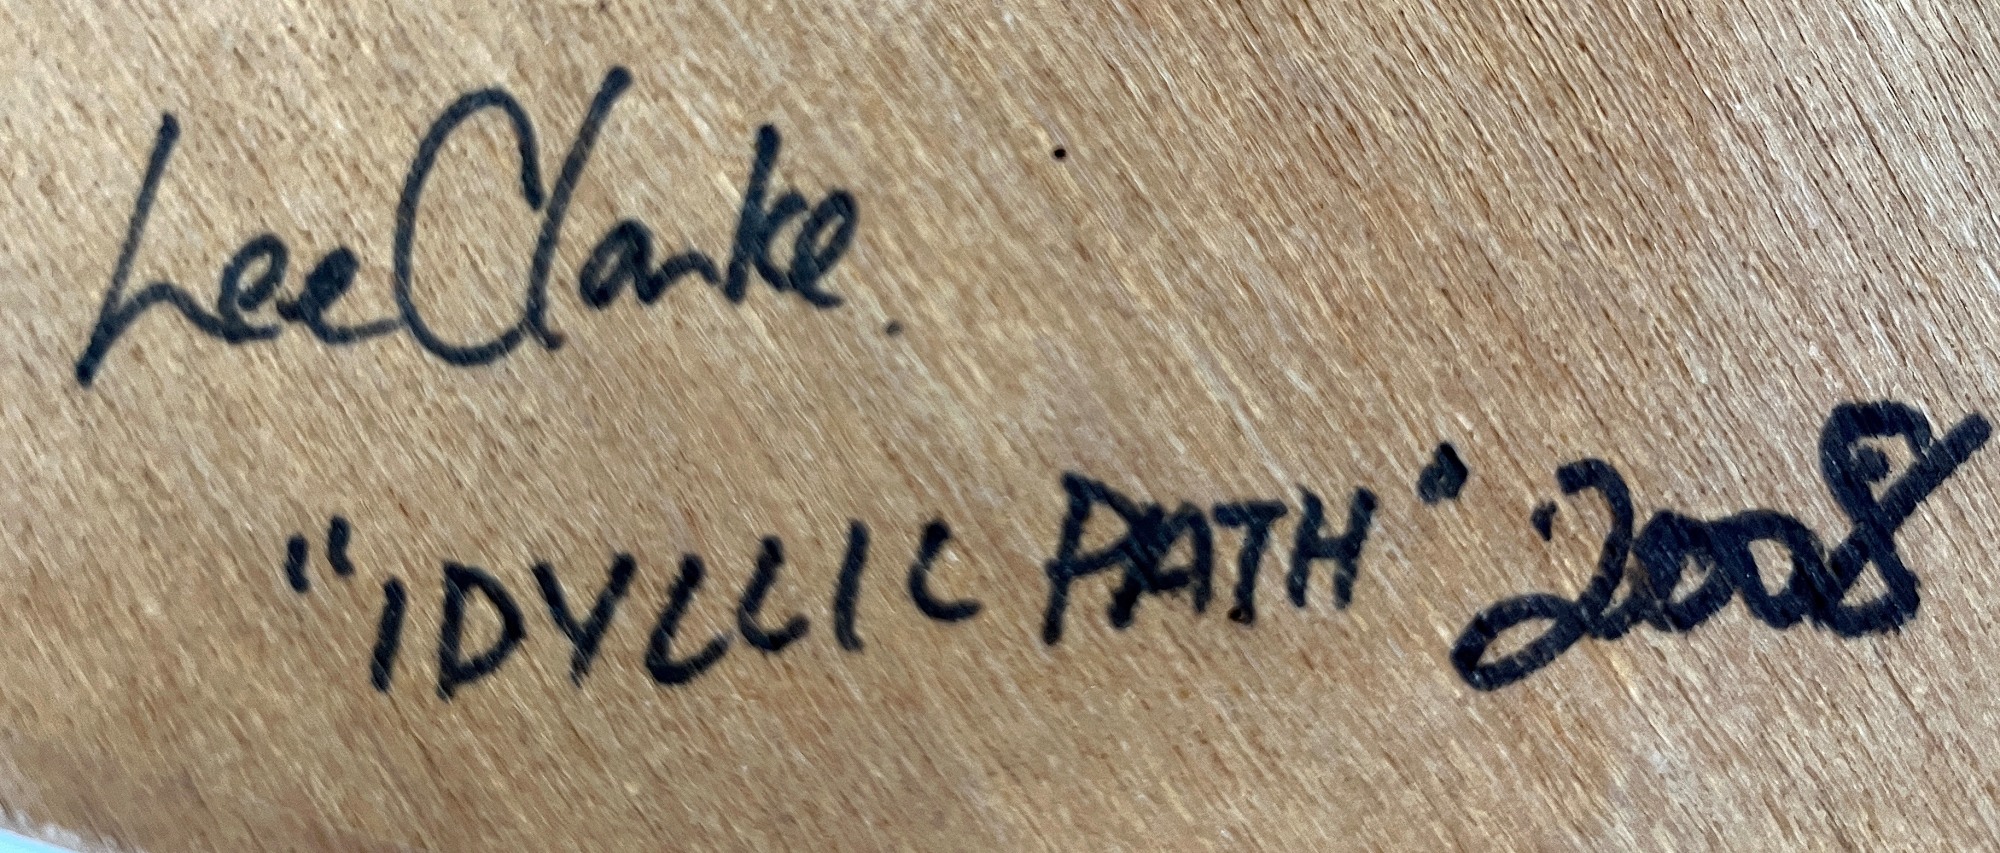 Lee Clarke.
"IDYLLIC PATH" 2008